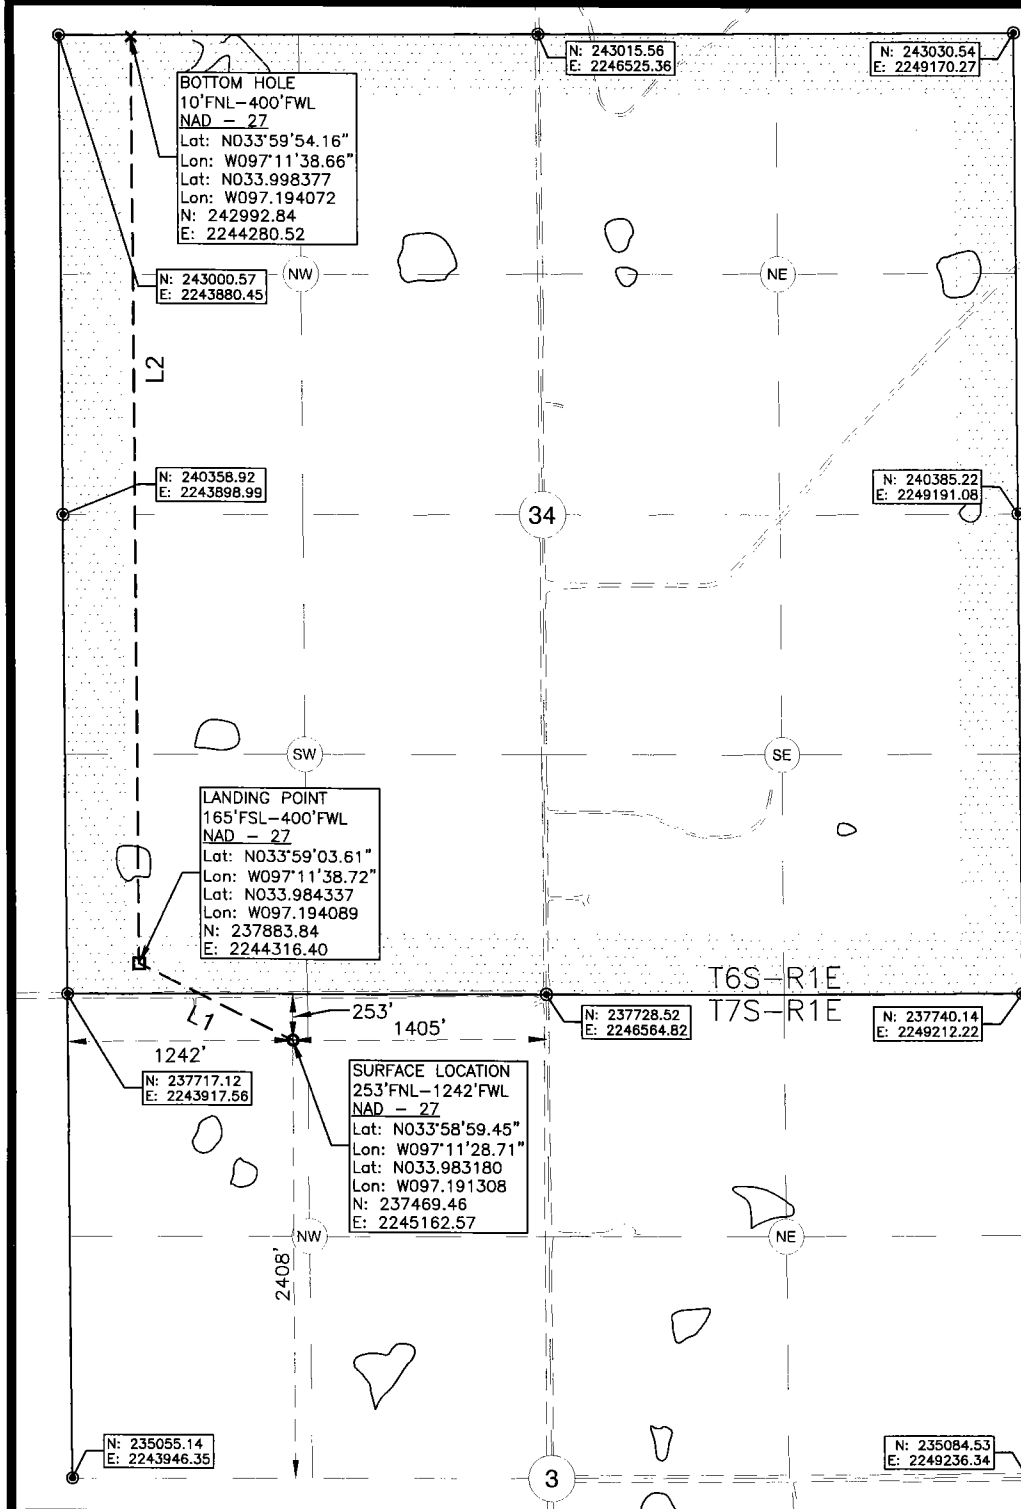 N: 243015.56
E: 2246525.36
N: 243030.54
E: 2249170.27
BOTTOM HOLE
10'FNL-400'FWL
NAD - 27
Lat: N033°59'54.16"
Lon: W097°11'38.66"
Lat: N033.998377
Lon: W097.194072
N: 242992.84
E: 2244280.52
N: 243000.57
E: 2243880.45
NW
NE
L2
N: 240358.92
E: 2243898.99
34
N: 240385.22
E: 2249191.08
SW
SE
LANDING POINT
165'FSL-400'FWL
NAD - 27
Lat: N033°59'03.61"
Lon: W097°11'38.72"
Lat: N033.984337
Lon: W097.194089
N: 237883.84
E: 2244316.40
T6S-R1E
T7S-R1E
L1
253'
1405'
1242'
N: 237728.52
E: 2246564.82
N: 237740.14
E: 2249212.22
N: 237717.12
E: 2243917.56
SURFACE LOCATION
253'FNL-1242'FWL
NAD - 27
Lat: N033°58'59.45"
Lon: W097°11'28.71"
Lat: N033.983180
Lon: W097.191308
N: 237469.46
E: 2245162.57
NW
NE
2408'
N: 235055.14
E: 2243946.35
3
N: 235084.53
E: 2249236.34